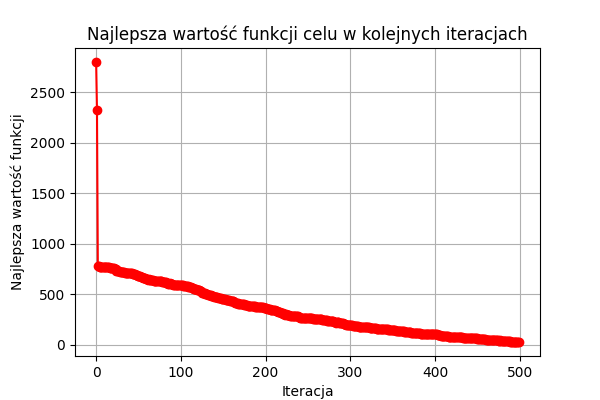 Najlepsza wartość funkcji celu w kolejnych iteracjach
Najlepsza wartość funkcji
2500
2000
1500
1000
500
0
0 100 200 300 400 500
Iteracja